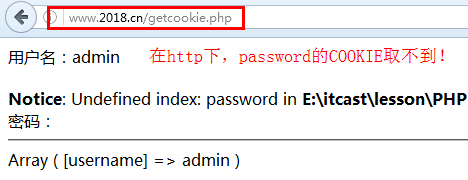 www.2018.cn/getcookie.php
用户名：admin 在http下，password的COOKIE取不到！
Notice: Undefined index: password in E:\itcast\lesson\PHP
密码：
Array ( [username] => admin )